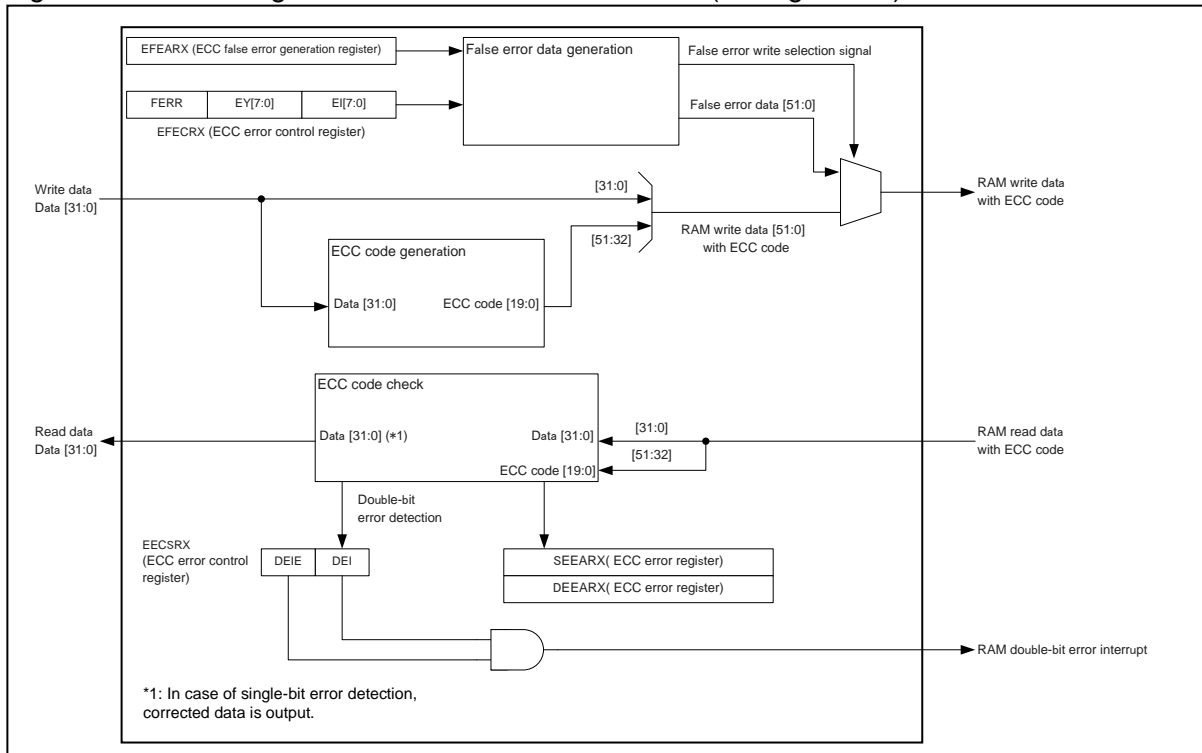 EFEARX (ECC false error generation register)
False error data generation
False error write selection signal
FERR
EY[7:0]
EI[7:0]
False error data [51:0]
EFECRX (ECC error control register)
Write data
Data [31:0]
[31:0]
RAM write data
with ECC code
[51:32]
RAM write data [51:0]
with ECC code
ECC code generation
Data [31:0]
ECC code [19:0]
ECC code check
Read data
Data [31:0]
Data [31:0] (*1)
Data [31:0]
[31:0]
RAM read data
with ECC code
[51:32]
ECC code [19:0]
Double-bit
error detection
EECSRX
(ECC error control
register)
DEIE
DEI
SEEARX( ECC error register)
DEEARX( ECC error register)
RAM double-bit error interrupt
*1: In case of single-bit error detection,
corrected data is output.